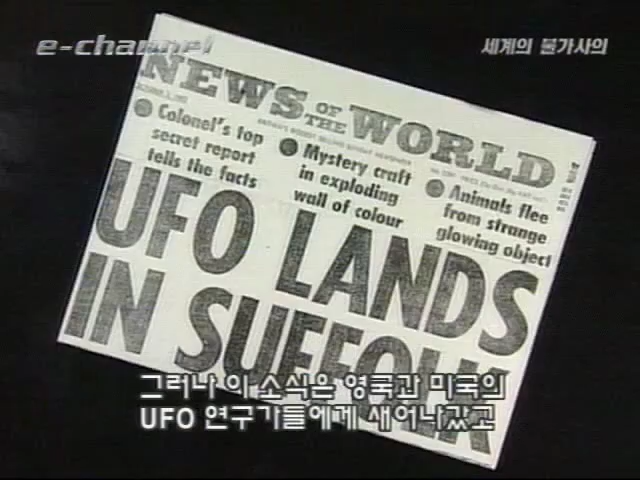 e-channel
세계의 불가사의
NEWS OF THE WORLD
Colonel's top
secret report
tells the facts
Mystery craft
in exploding
wall of colour
Animals flee
from strange
glowing object
UFO LANDS
IN SUFFOLK
그러나 이 소식은 영국과 미국의
UFO 연구가들에게 새어나갔고